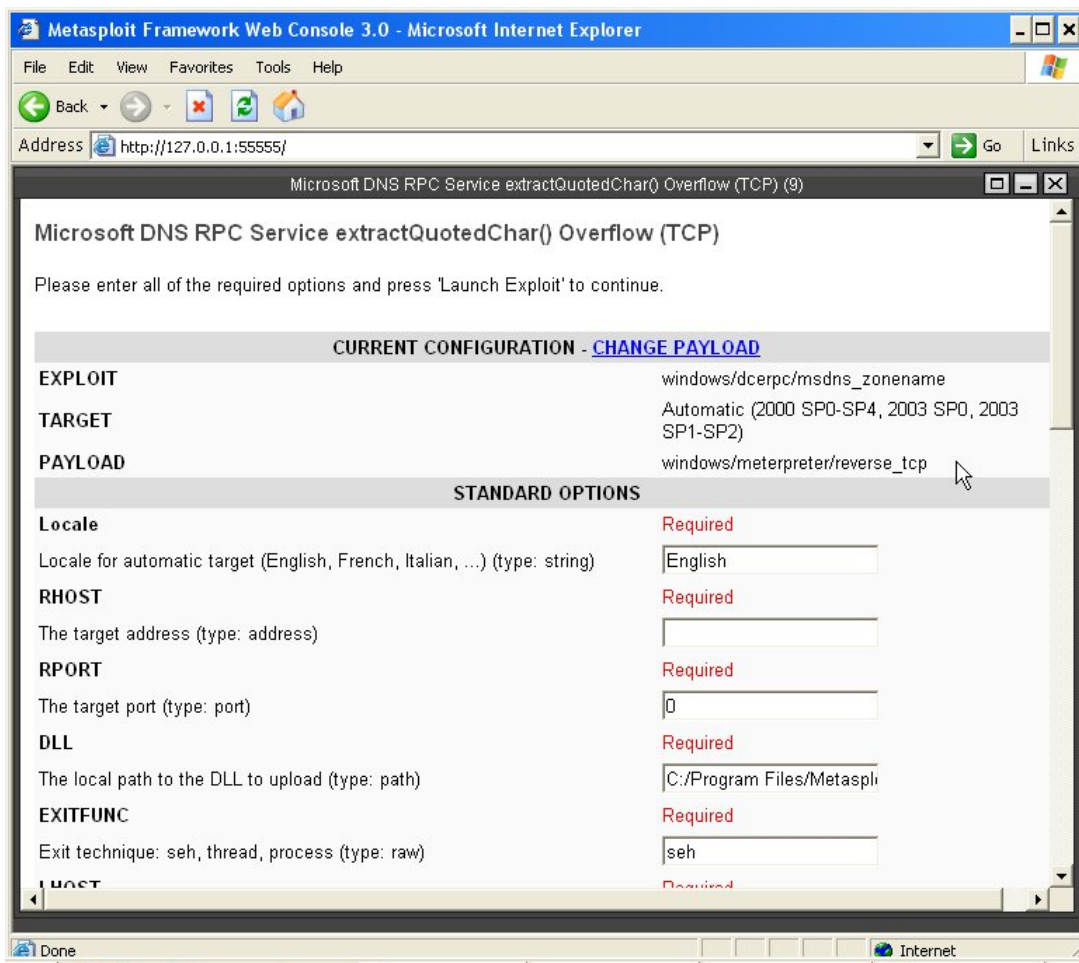 Metasploit Framework Web Console 3.0 - Microsoft Internet Explorer
File Edit View Favorites Tools Help
Back
Address http://127.0.0.1:55555/ Go Links
Microsoft DNS RPC Service extractQuotedChar() Overflow (TCP) (9)
Microsoft DNS RPC Service extractQuotedChar() Overflow (TCP)
Please enter all of the required options and press 'Launch Exploit' to continue.
CURRENT CONFIGURATION - CHANGE PAYLOAD
EXPLOIT windows/dcerpc/msdns_zonename
TARGET Automatic (2000 SP0-SP4, 2003 SP0, 2003
SP1-SP2)
PAYLOAD windows/meterpreter/reverse_tcp
STANDARD OPTIONS
Locale Required
Locale for automatic target (English, French, Italian, ...) (type: string) English
RHOST Required
The target address (type: address)
RPORT Required
The target port (type: port) 0
DLL Required
The local path to the DLL to upload (type: path) C:/Program Files/Metasplo
EXITFUNC Required
Exit technique: seh, thread, process (type: raw) seh
LHOST Required
Done Internet